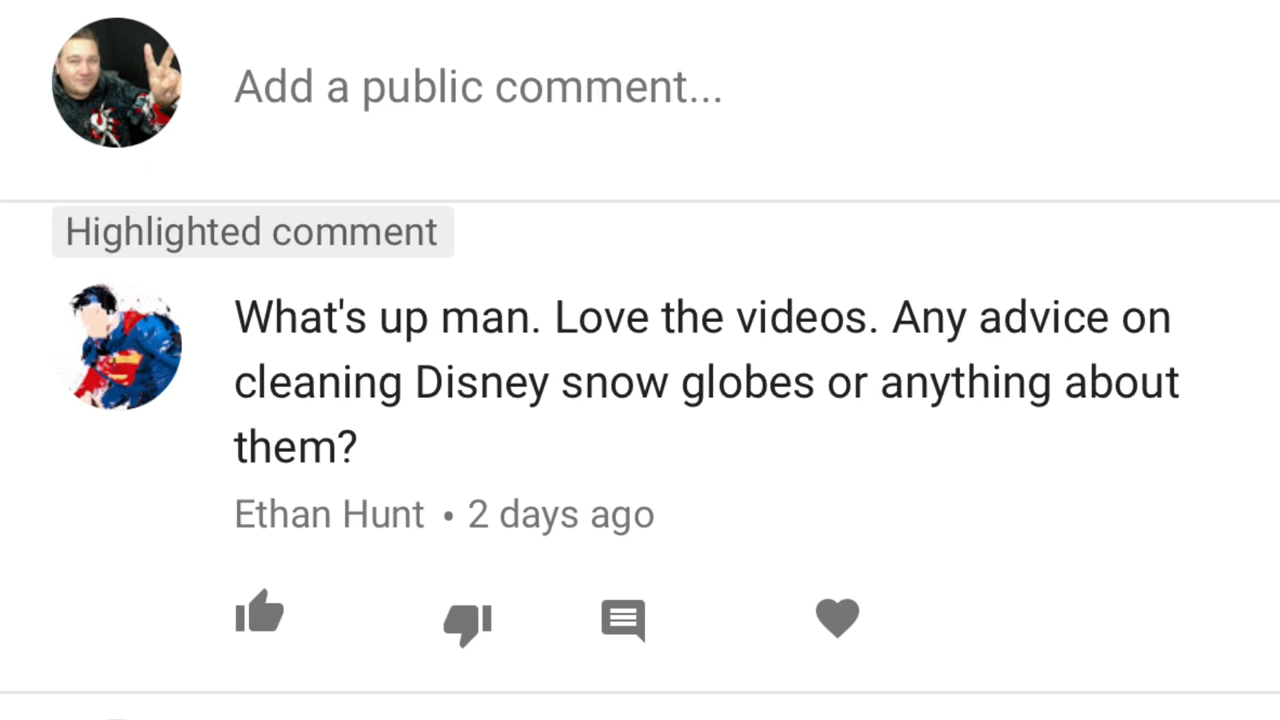 Add a public comment...
Highlighted comment
What's up man. Love the videos. Any advice on
cleaning Disney snow globes or anything about
them?
Ethan Hunt • 2 days ago